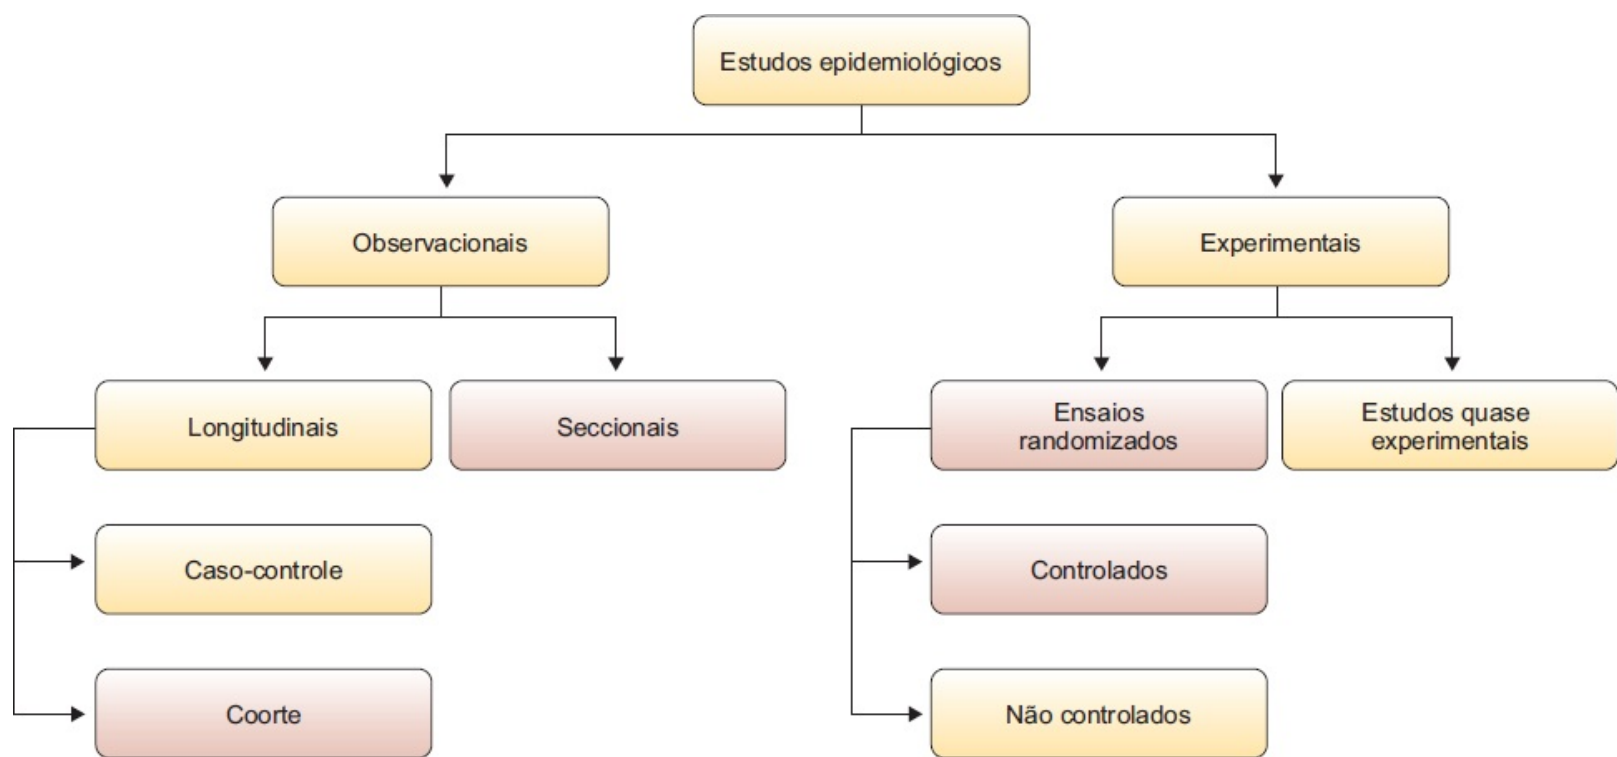 Estudos epidemiológicos
Observacionais
Experimentais
Longitudinais
Seccionais
Ensaios
randomizados
Estudos quase
experimentais
Caso-controle
Controlados
Coorte
Não controlados